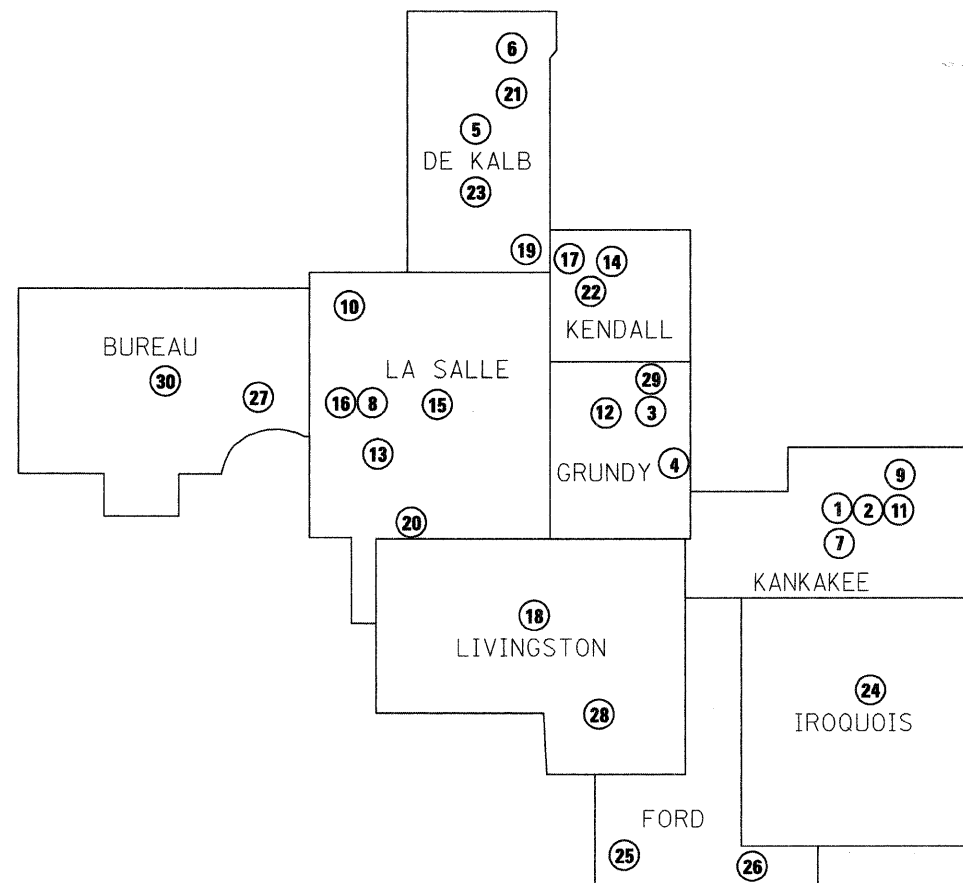 6
21
5
DE KALB
23
19
17
14
22
KENDALL
10
BUREAU
30
27
LA SALLE
16 8 15
13
20
29
12 3
GRUNDY 4
9
1 2 11
7
KANKAKEE
18
LIVINGSTON
28
24
IROQUOIS
FORD
25
26